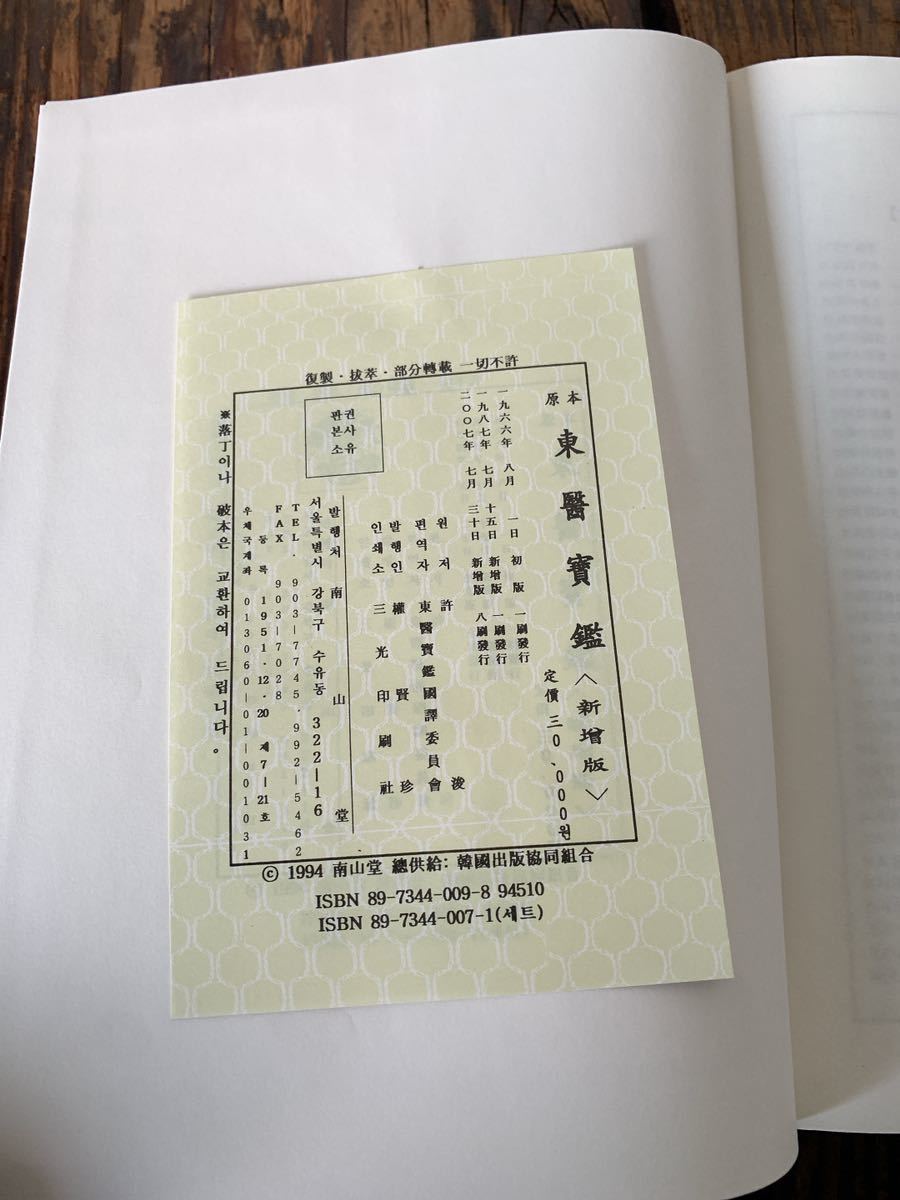 復製·拔萃·部分轉載 一切不許
原本 東醫寶鑑〈新增版〉
定價 三0、000원
一九六六年 八月 一日 初版 一刷發行
一九八七年 七月 十五日 新增版 一刷發行
二○○七年 七月 三十日 新增版 八刷發行
원저 許浚
편역자 東醫寶鑑國譯委員會
발행인 權賢珍
인쇄소 三光印刷社
판권
본사
소유
발행처 南山堂
서울특별시 강북구 수유동 322-16
TEL. 903-7745·992-5462
FAX 903-7028
등록 1951·12·20 제7-21호
우체국계좌 013060-01-001031
※落丁이나 破本은 교환하여 드립니다。
ⓒ 1994 南山堂 總供給: 韓國出版協同組合
ISBN 89-7344-009-8 94510
ISBN 89-7344-007-1(세트)